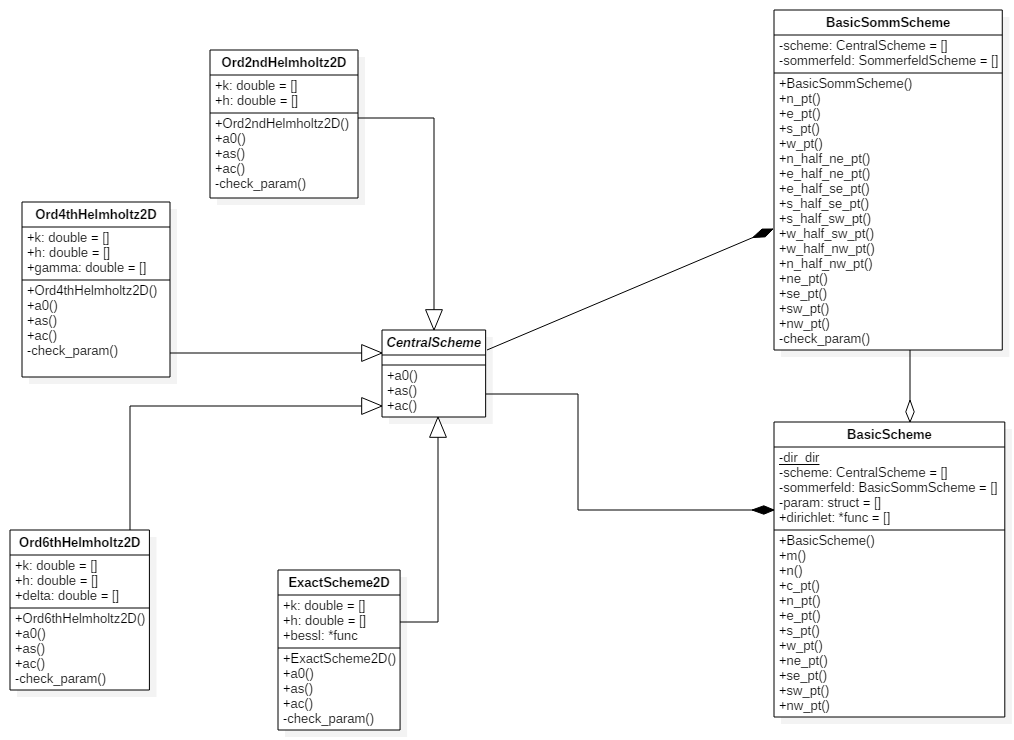 BasicSommScheme
-scheme: CentralScheme = []
-sommerfeld: SommerfeldScheme = []
+BasicSommScheme()
+n_pt()
+e_pt()
+s_pt()
+w_pt()
+n_half_ne_pt()
+e_half_ne_pt()
+e_half_se_pt()
+s_half_se_pt()
+s_half_sw_pt()
+w_half_sw_pt()
+w_half_nw_pt()
+n_half_nw_pt()
+ne_pt()
+se_pt()
+sw_pt()
+nw_pt()
-check_param()
Ord2ndHelmholtz2D
+k: double = []
+h: double = []
+Ord2ndHelmholtz2D()
+a0()
+as()
+ac()
-check_param()
Ord4thHelmholtz2D
+k: double = []
+h: double = []
+gamma: double = []
+Ord4thHelmholtz2D()
+a0()
+as()
+ac()
-check_param()
CentralScheme
+a0()
+as()
+ac()
BasicScheme
-dir_dir
-scheme: CentralScheme = []
-sommerfeld: BasicSommScheme = []
-param: struct = []
+dirichlet: *func = []
+BasicScheme()
+m()
+n()
+c_pt()
+n_pt()
+e_pt()
+s_pt()
+w_pt()
+ne_pt()
+se_pt()
+sw_pt()
+nw_pt()
Ord6thHelmholtz2D
+k: double = []
+h: double = []
+delta: double = []
+Ord6thHelmholtz2D()
+a0()
+as()
+ac()
-check_param()
ExactScheme2D
+k: double = []
+h: double = []
+bessl: *func
+ExactScheme2D()
+a0()
+as()
+ac()
-check_param()